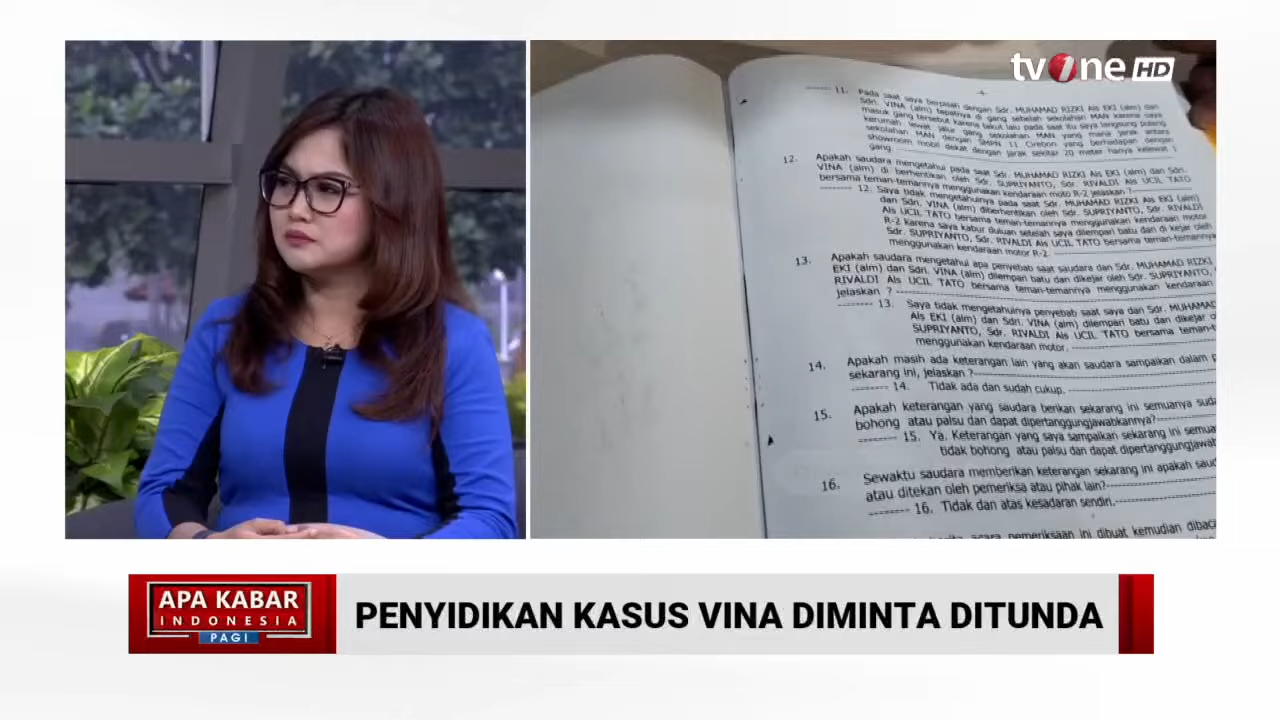 tvOne HD
-4-
-------- 11. Pada saat saya berpisah dengan Sdr. MUHAMAD RIZKI Als EKI (alm) dan
Sdri. VINA (alm) tepatnya di gang sebelah sekolahan MAN karena saya
masuk gang tersebut karena takut lalu pada saat itu saya langsung pulang
kerumah lewat jalur gang sekolahan MAN yang mana jarak antara
sekolahan MAN dengan SMPN 11 Cirebon yang berhadapan dengan
showroom mobil dekat dengan jarak sekitar 20 meter hanya kelewat 1
gang.
12. Apakah saudara mengetahui pada saat Sdr. MUHAMAD RIZKI Als EKI (alm) dan Sdri.
VINA (alm) di berhentikan oleh Sdr. SUPRIYANTO, Sdr. RIVALDI Als UCIL TATO
bersama teman-temannya menggunakan kendaraan moto R-2 jelaskan ?
-------- 12. Saya tidak mengetahuinya pada saat Sdr. MUHAMAD RIZKI Als EKI (alm)
dan Sdri. VINA (alm) diberhentikan oleh Sdr. SUPRIYANTO, Sdr. RIVALDI
Als UCIL TATO bersama teman-temannya menggunakan kendaraan motor
R-2 karena saya kabur duluan setelah saya dilempari batu dan di kejar oleh
Sdr. SUPRIYANTO, Sdr. RIVALDI Als UCIL TATO bersama teman-temannya
menggunakan kendaraan motor R-2.
13. Apakah saudara mengetahui apa penyebab saat saudara dan Sdr. MUHAMAD RIZKI
EKI (alm) dan Sdri. VINA (alm) dilempari batu dan dikejar oleh Sdr. SUPRIYANTO,
RIVALDI Als UCIL TATO bersama teman-temannya menggunakan kendaraan
jelaskan ?
-------- 13. Saya tidak mengetahuinya penyebab saat saya dan Sdr. MUHAMAD
Als EKI (alm) dan Sdri. VINA (alm) dilempari batu dan dikejar
SUPRIYANTO, Sdr. RIVALDI Als UCIL TATO bersama teman-
menggunakan kendaraan motor.
14. Apakah masih ada keterangan lain yang akan saudara sampaikan dalam
sekarang ini, jelaskan ?
-------- 14. Tidak ada dan sudah cukup.
15. Apakah keterangan yang saudara berikan sekarang ini semuanya
bohong atau palsu dan dapat dipertanggungjawabkannya?
-------- 15. Ya. Keterangan yang saya sampaikan sekarang ini
tidak bohong atau palsu dan dapat
16. Sewaktu saudara memberikan keterangan sekarang ini apakah
atau ditekan oleh pemeriksa atau pihak lain?
-------- 16. Tidak dan atas kesadaran sendiri.
acara pemeriksaan ini dibuat kemudian
APA KABAR
INDONESIA
PAGI
PENYIDIKAN KASUS VINA DIMINTA DITUNDA